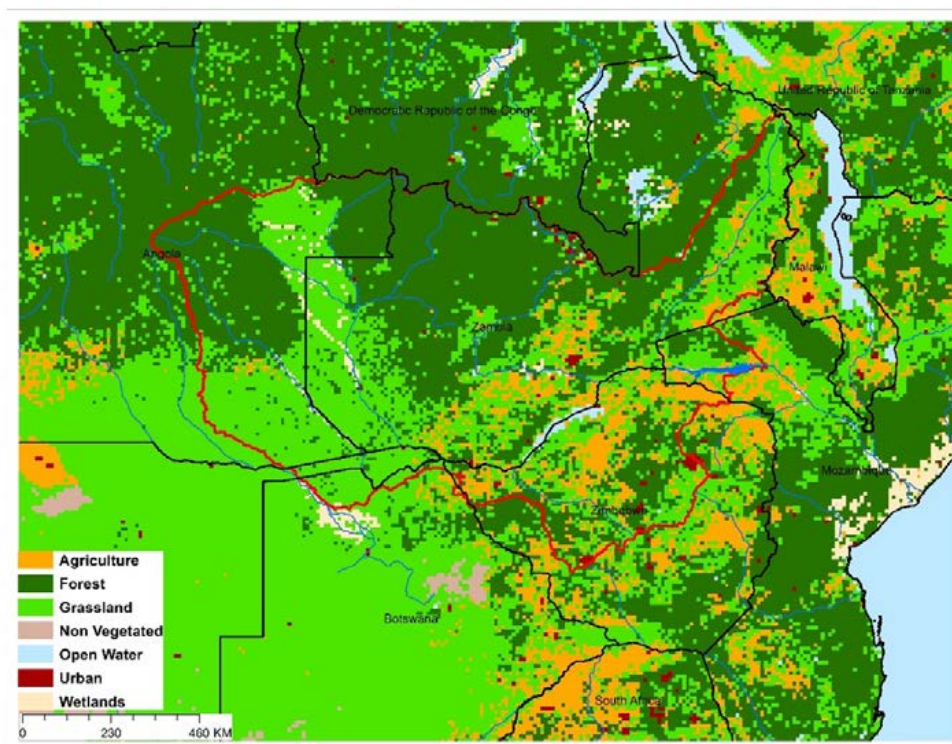 Democratic Rapublic of the Congo
United Republic of Tanzania
Angola
Malawi
Zambia
Mozambique
Zimbabwe
Botswana
South Africa
Agriculture
Forest
Grassland
Non Vegetated
Open Water
Urban
Wetlands
0 230 460 KM